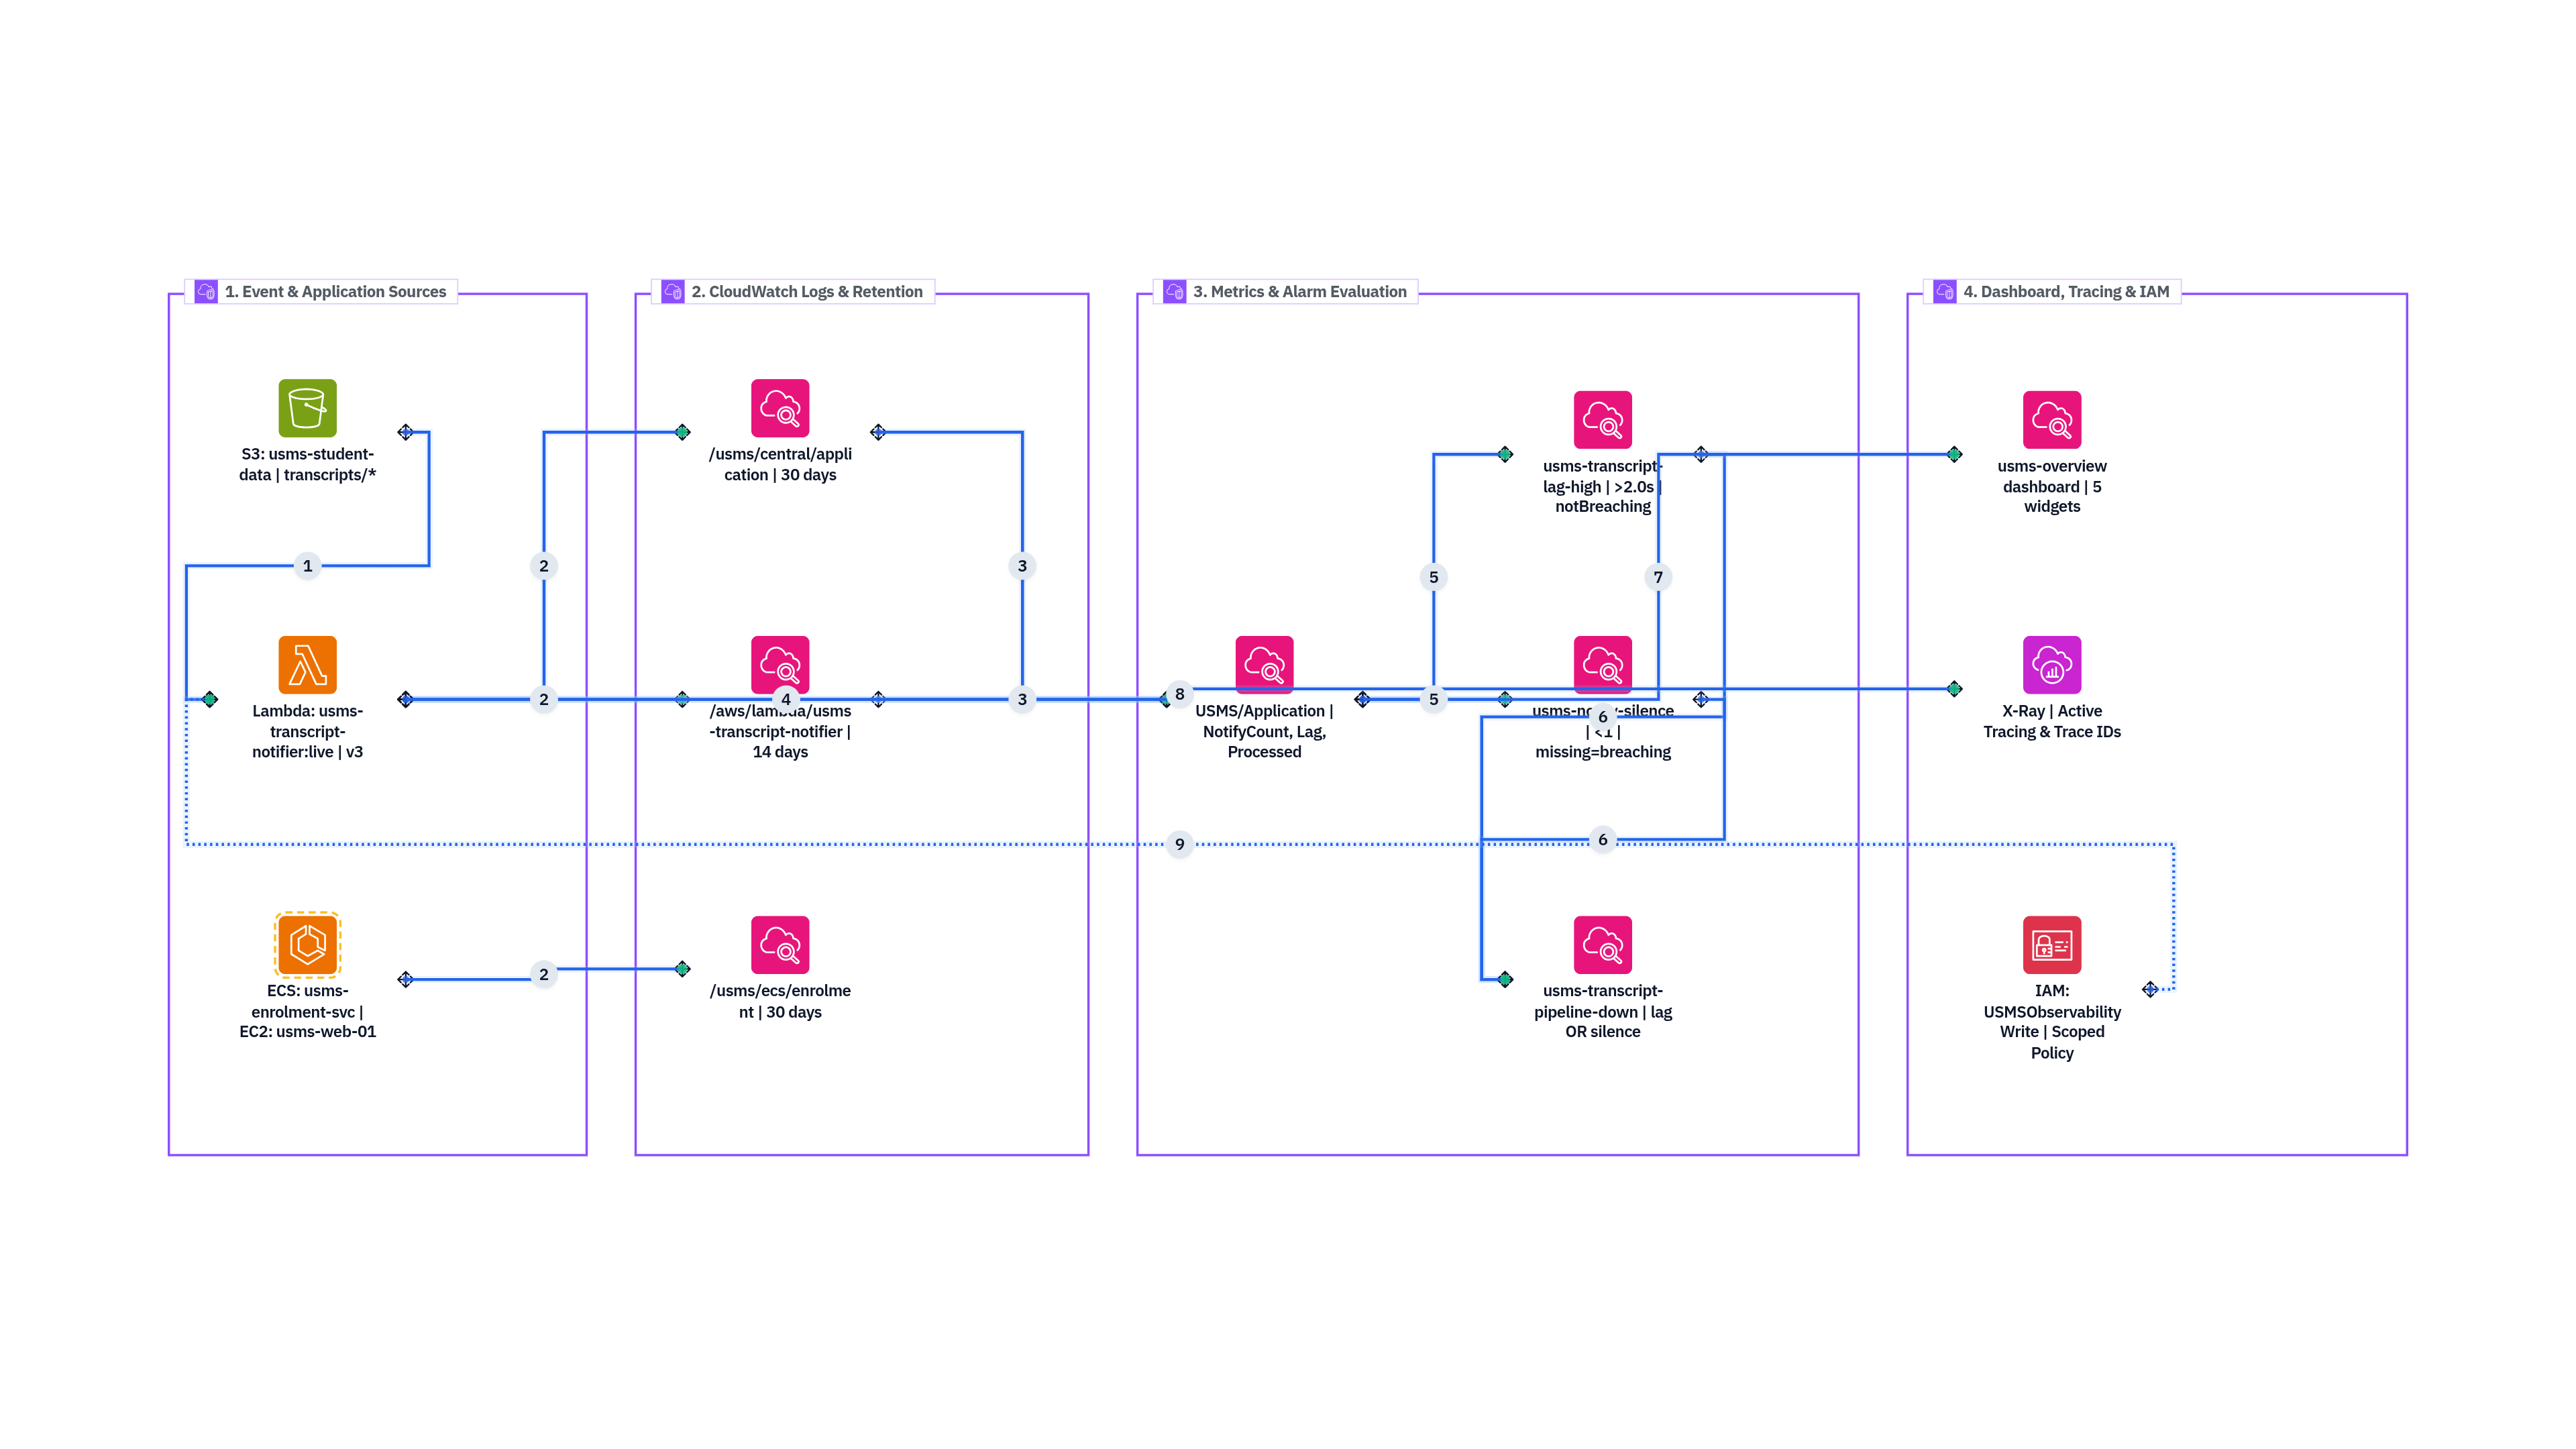 1. Event & Application Sources
S3: usms-student-
data | transcripts/*
1
Lambda: usms-
transcript-
notifier:live | v3
ECS: usms-
enrolment-svc |
EC2: usms-web-01
2
2
2
2. CloudWatch Logs & Retention
/usms/central/appli
cation | 30 days
4
/aws/lambda/usms
-transcript-notifier |
14 days
/usms/ecs/enrolme
nt | 30 days
3
3
3. Metrics & Alarm Evaluation
8
USMS/Application |
NotifyCount, Lag,
Processed
9
5
5
usms-transcript-
lag-high | >2.0s |
notBreaching
7
6
| <1 |
missing=breaching
6
usms-transcript-
pipeline-down | lag
OR silence
4. Dashboard, Tracing & IAM
usms-overview
dashboard | 5
widgets
X-Ray | Active
Tracing & Trace IDs
IAM:
USMSObservability
Write | Scoped
Policy